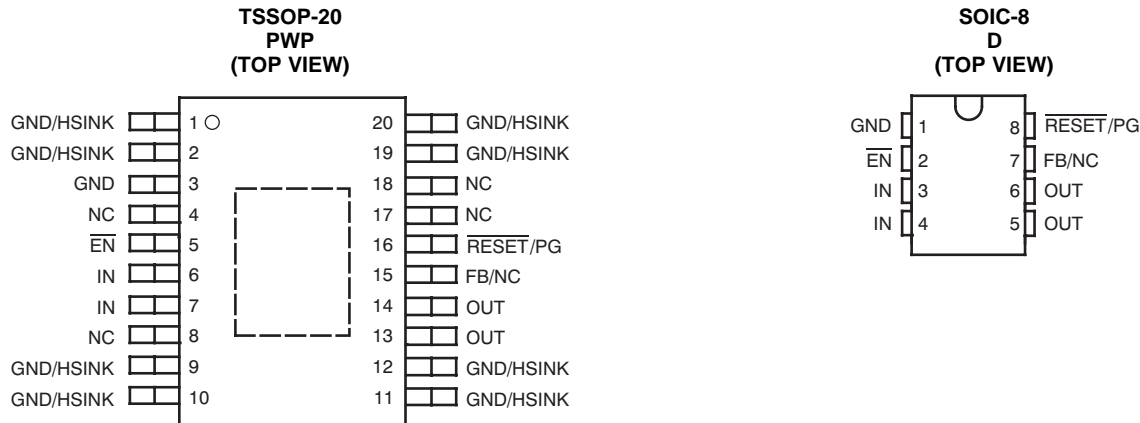 TSSOP-20
PWP
(TOP VIEW)
GND/HSINK 1 20 GND/HSINK
GND/HSINK 2 19 GND/HSINK
GND 3 18 NC
NC 4 17 NC
EN 5 16 RESET/PG
IN 6 15 FB/NC
IN 7 14 OUT
NC 8 13 OUT
GND/HSINK 9 12 GND/HSINK
GND/HSINK 10 11 GND/HSINK
SOIC-8
D
(TOP VIEW)
GND 1 8 RESET/PG
EN 2 7 FB/NC
IN 3 6 OUT
IN 4 5 OUT